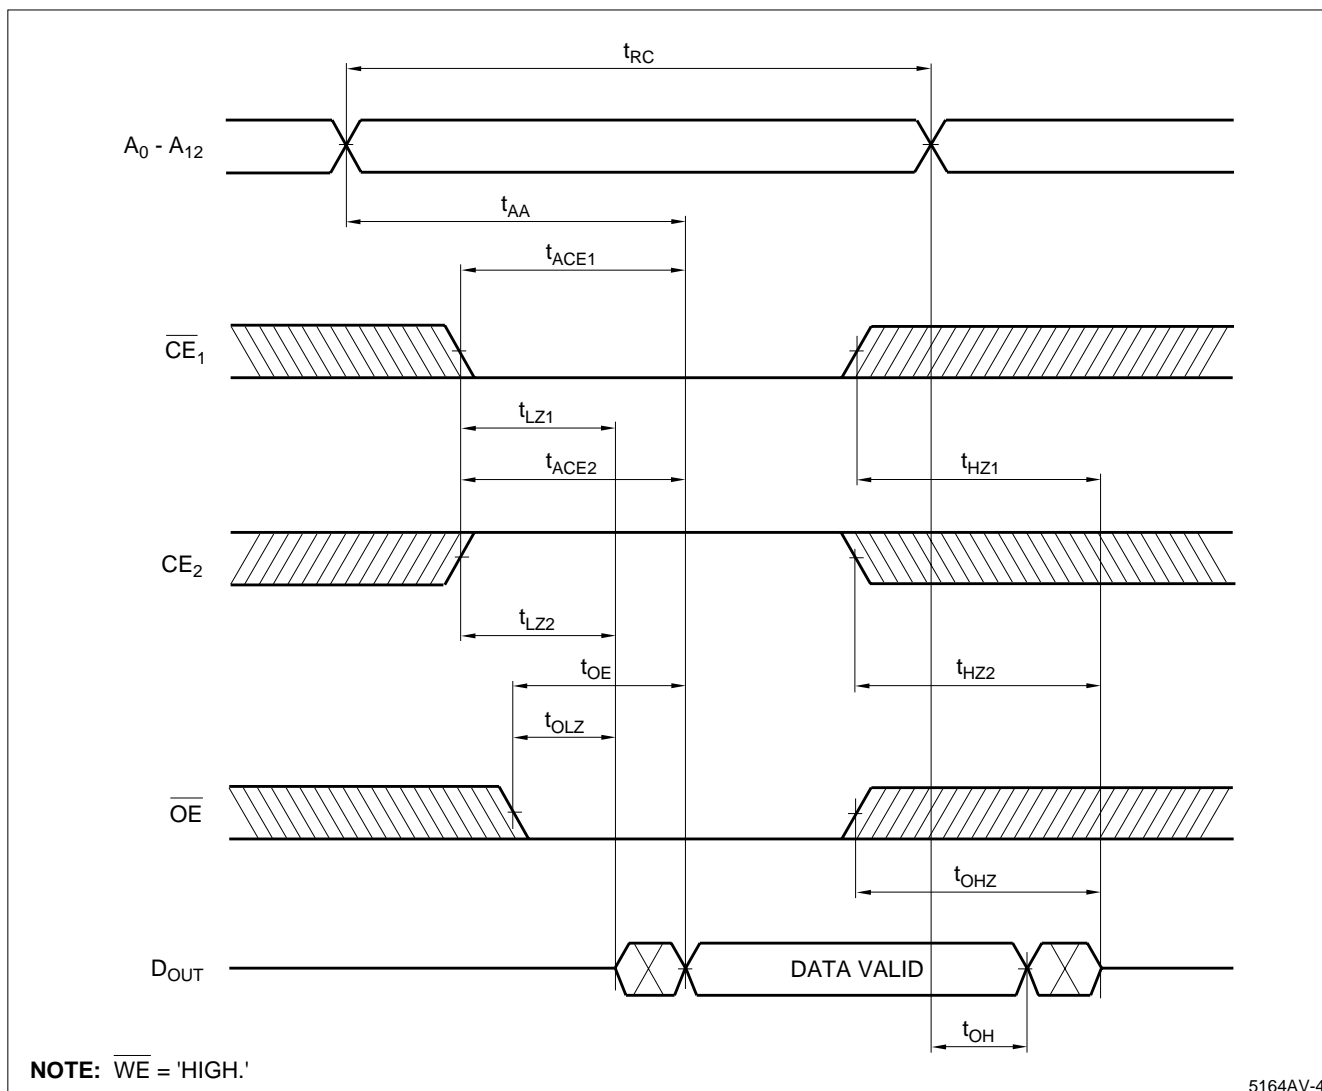 tRC
A0 - A12
tAA
tACE1
CE1
tLZ1
tACE2
tHZ1
CE2
tLZ2
tOE
tHZ2
tOLZ
OE
tOHZ
DOUT
DATA VALID
tOH
NOTE: WE = 'HIGH.'
5164AV-4